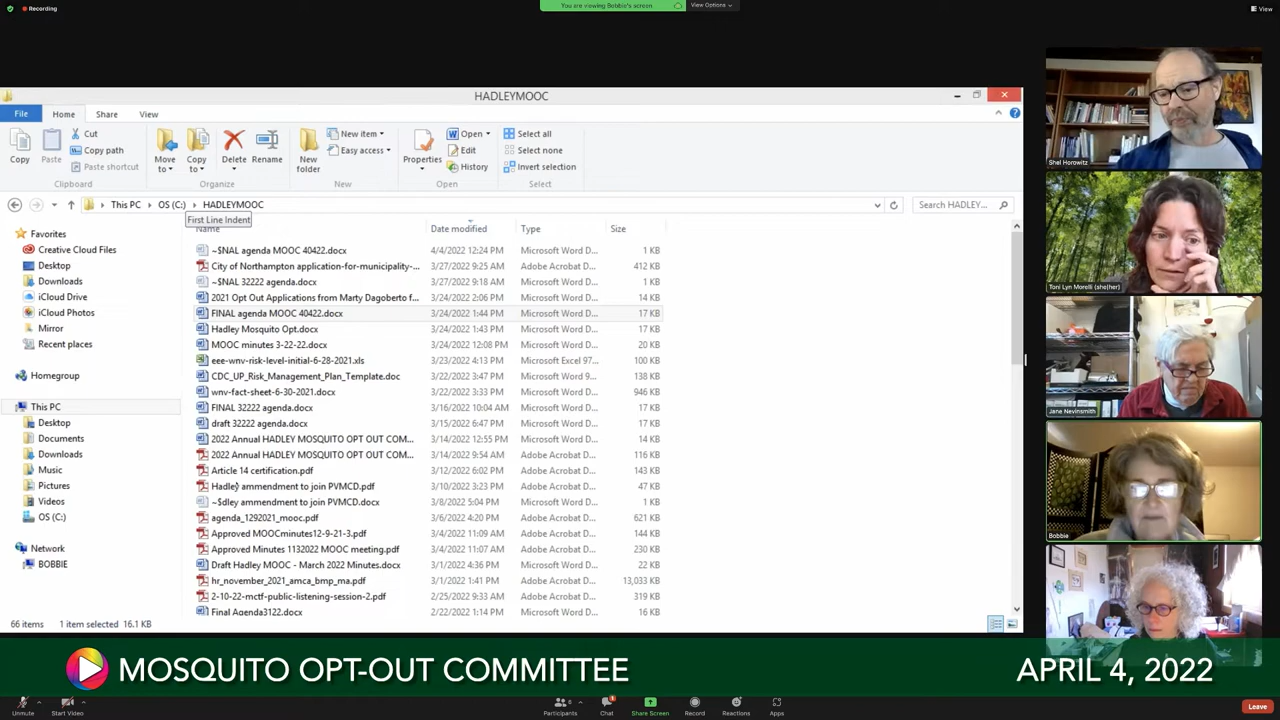 Recording
You are viewing Bobbie's screen
View Options
View
HADLEYMOOC
File Home Share View
Copy
Paste
Cut
Copy path
Paste shortcut
Clipboard
Move to
Copy to
Delete
Rename
Organize
New folder
New item
Easy access
New
Properties
Open
Edit
History
Open
Select all
Select none
Invert selection
Select
This PC OS (C:) HADLEYMOOC
Search HADLEY...
First Line Indent
Name Date modified Type Size
Favorites
Creative Cloud Files
Desktop
Downloads
iCloud Drive
iCloud Photos
Mirror
Recent places
Homegroup
This PC
Desktop
Documents
Downloads
Music
Pictures
Videos
OS (C:)
Network
BOBBIE
~$NAL agenda MOOC 40422.docx 4/4/2022 12:24 PM Microsoft Word D... 1 KB
City of Northampton application-for-municipality-... 3/27/2022 9:25 AM Adobe Acrobat D... 412 KB
~$NAL 32222 agenda.docx 3/27/2022 9:18 AM Microsoft Word D... 1 KB
2021 Opt Out Applications from Marty Dagoberto f... 3/24/2022 2:06 PM Microsoft Word D... 14 KB
FINAL agenda MOOC 40422.docx 3/24/2022 1:44 PM Microsoft Word D... 17 KB
Hadley Mosquito Opt.docx 3/24/2022 1:43 PM Microsoft Word D... 17 KB
MOOC minutes 3-22-22.docx 3/24/2022 12:08 PM Microsoft Word D... 20 KB
eee-wnv-risk-level-initial-6-28-2021.xls 3/23/2022 4:13 PM Microsoft Excel 97... 100 KB
CDC_UP_Risk_Management_Plan_Template.doc 3/22/2022 3:47 PM Microsoft Word 9... 138 KB
wnv-fact-sheet-6-30-2021.docx 3/22/2022 3:33 PM Microsoft Word D... 946 KB
FINAL 32222 agenda.docx 3/16/2022 10:04 AM Microsoft Word D... 17 KB
draft 32222 agenda.docx 3/15/2022 6:47 PM Microsoft Word D... 17 KB
2022 Annual HADLEY MOSQUITO OPT OUT COM... 3/14/2022 12:55 PM Microsoft Word D... 14 KB
2022 Annual HADLEY MOSQUITO OPT OUT COM... 3/14/2022 9:54 AM Adobe Acrobat D... 116 KB
Article 14 certification.pdf 3/12/2022 6:02 PM Adobe Acrobat D... 143 KB
Hadley ammendment to join PVMCD.pdf 3/10/2022 3:23 PM Adobe Acrobat D... 47 KB
~$dley ammendment to join PVMCD.docx 3/8/2022 5:04 PM Microsoft Word D... 1 KB
agenda_1292021_mooc.pdf 3/6/2022 4:20 PM Adobe Acrobat D... 621 KB
Approved MOOCminutes12-9-21-3.pdf 3/4/2022 11:09 AM Adobe Acrobat D... 144 KB
Approved Minutes 1132022 MOOC meeting.pdf 3/4/2022 11:07 AM Adobe Acrobat D... 230 KB
Draft Hadley MOOC - March 2022 Minutes.docx 3/1/2022 4:36 PM Microsoft Word D... 22 KB
hr_november_2021_amca_bmp_ma.pdf 3/1/2022 1:41 PM Adobe Acrobat D... 13,033 KB
2-10-22-mctf-public-listening-session-2.pdf 2/25/2022 9:33 AM Adobe Acrobat D... 319 KB
Final Agenda3122.docx 2/22/2022 1:14 PM Microsoft Word D... 16 KB
66 items 1 item selected 16.1 KB
Shel Horowitz
Toni Lyn Morelli (she|her)
Jane Nevinsmith
Bobbie
MOSQUITO OPT-OUT COMMITTEE
APRIL 4, 2022
Unmute
Start Video
Participants
6
Chat
Share Screen
Record
Reactions
Apps
Leave